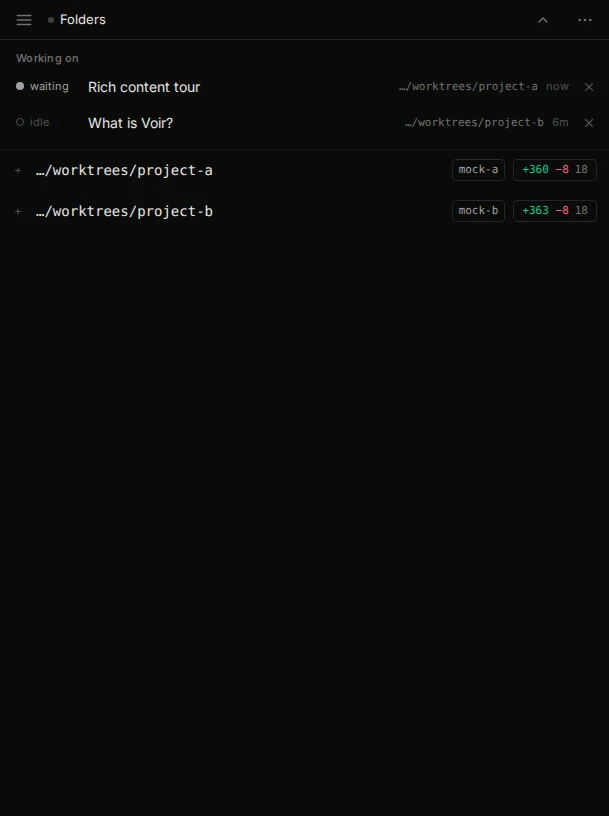 Folders
Working on
waiting Rich content tour …/worktrees/project-a now
idle What is Voir? …/worktrees/project-b 6m
+ …/worktrees/project-a mock-a +360 −8 18
+ …/worktrees/project-b mock-b +363 −8 18